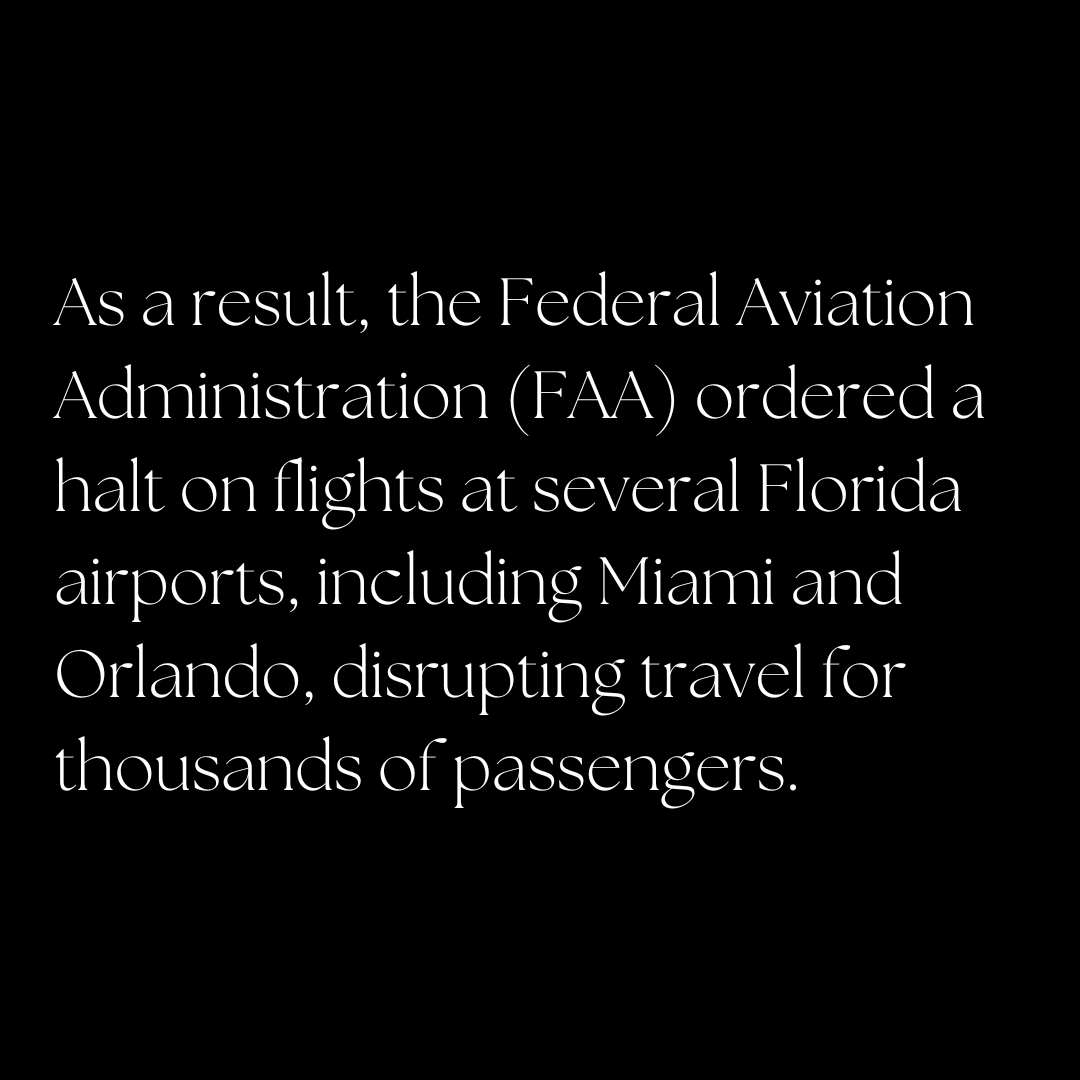 As a result, the Federal Aviation
Administration (FAA) ordered a
halt on flights at several Florida
airports, including Miami and
Orlando, disrupting travel for
thousands of passengers.